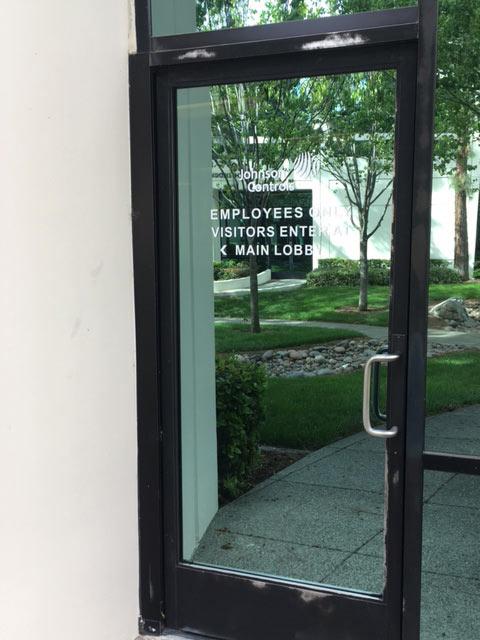 Johnson
Controls
EMPLOYEES ONLY
VISITORS ENTER AT
< MAIN LOBBY